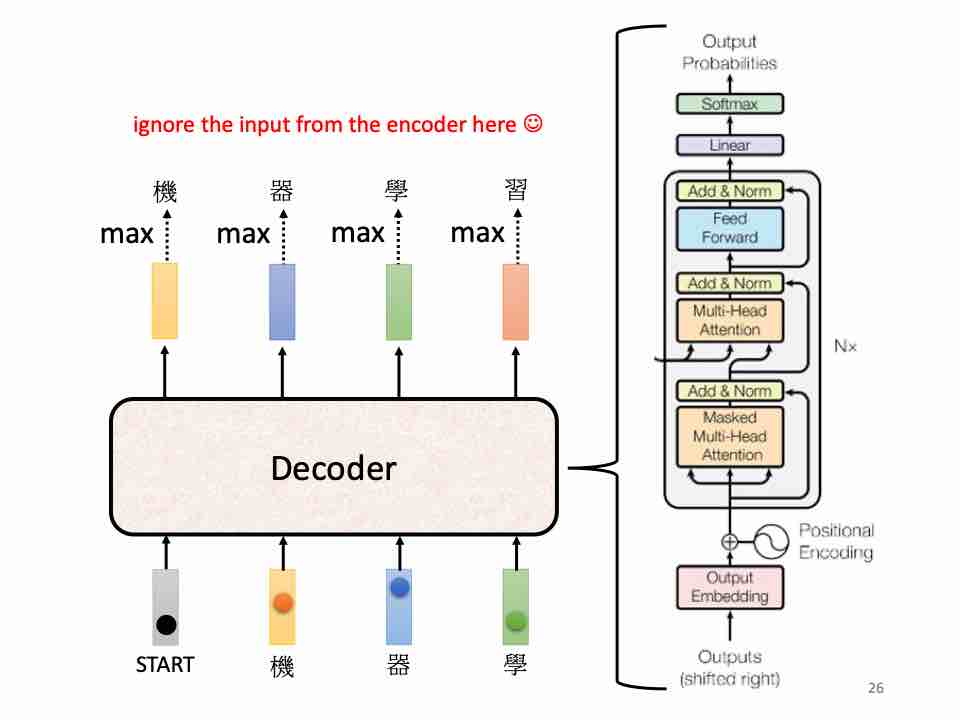 ignore the input from the encoder here ☺
機 器 學 習
max max max max
Decoder
START 機 器 學
Output
Probabilities
Softmax
Linear
Add & Norm
Feed
Forward
Add & Norm
Multi-Head
Attention
N×
Add & Norm
Masked
Multi-Head
Attention
Positional
Encoding
Output
Embedding
Outputs
(shifted right)
26